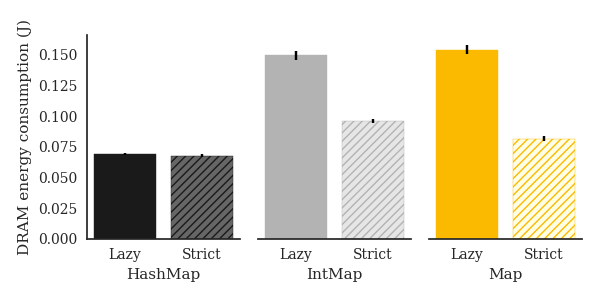 DRAM energy consumption (J)
0.150
0.125
0.100
0.075
0.050
0.025
0.000
Lazy Strict Lazy Strict Lazy Strict
HashMap IntMap Map